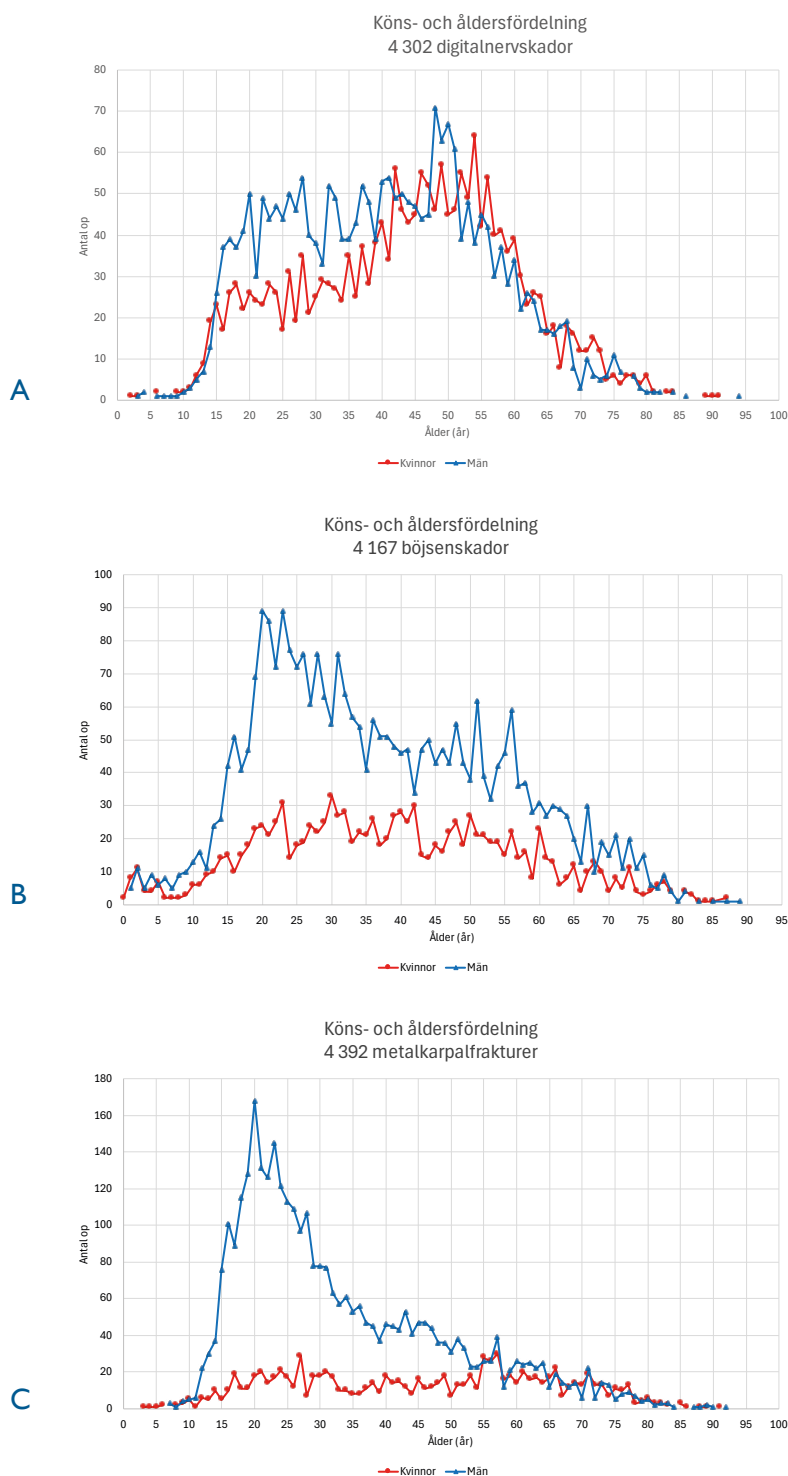 Köns- och åldersfördelning
4 302 digitalnervskador
80
70
60
50
40
30
20
10
0
Antal op
A
0 5 10 15 20 25 30 35 40 45 50 55 60 65 70 75 80 85 90 95 100
Ålder (år)
Kvinnor Män
Köns- och åldersfördelning
4 167 böjsenskador
100
90
80
70
60
50
40
30
20
10
0
Antal op
B
0 5 10 15 20 25 30 35 40 45 50 55 60 65 70 75 80 85 90 95
Ålder (år)
Kvinnor Män
Köns- och åldersfördelning
4 392 metalkarpalfrakturer
180
160
140
120
100
80
60
40
20
0
Antal op
C
0 5 10 15 20 25 30 35 40 45 50 55 60 65 70 75 80 85 90 95 100
Ålder (år)
Kvinnor Män